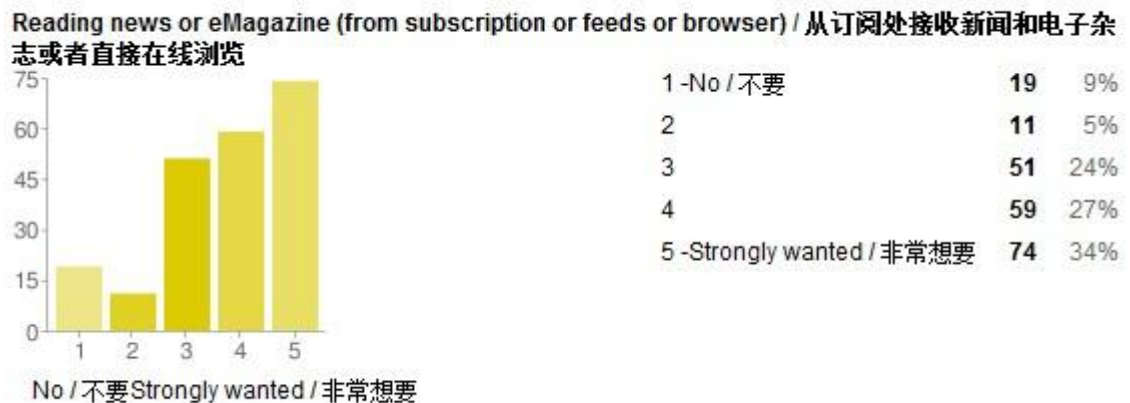 Reading news or eMagazine (from subscription or feeds or browser) / 从订阅处接收新闻和电子杂
志或者直接在线浏览
75
60
45
30
15
0
1 2 3 4 5
No / 不要Strongly wanted / 非常想要
1 -No / 不要 19 9%
2 11 5%
3 51 24%
4 59 27%
5 -Strongly wanted / 非常想要 74 34%